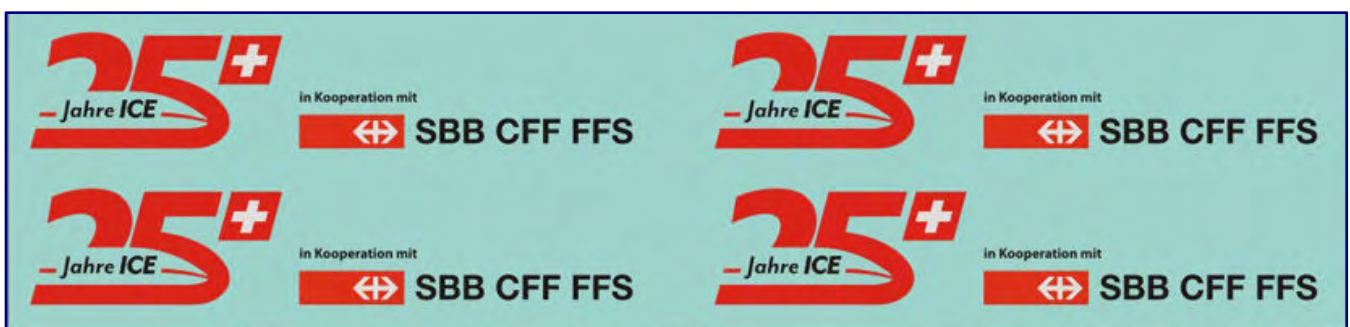 25
Jahre ICE
in Kooperation mit
SBB CFF FFS
25
Jahre ICE
in Kooperation mit
SBB CFF FFS
25
Jahre ICE
in Kooperation mit
SBB CFF FFS
25
Jahre ICE
in Kooperation mit
SBB CFF FFS